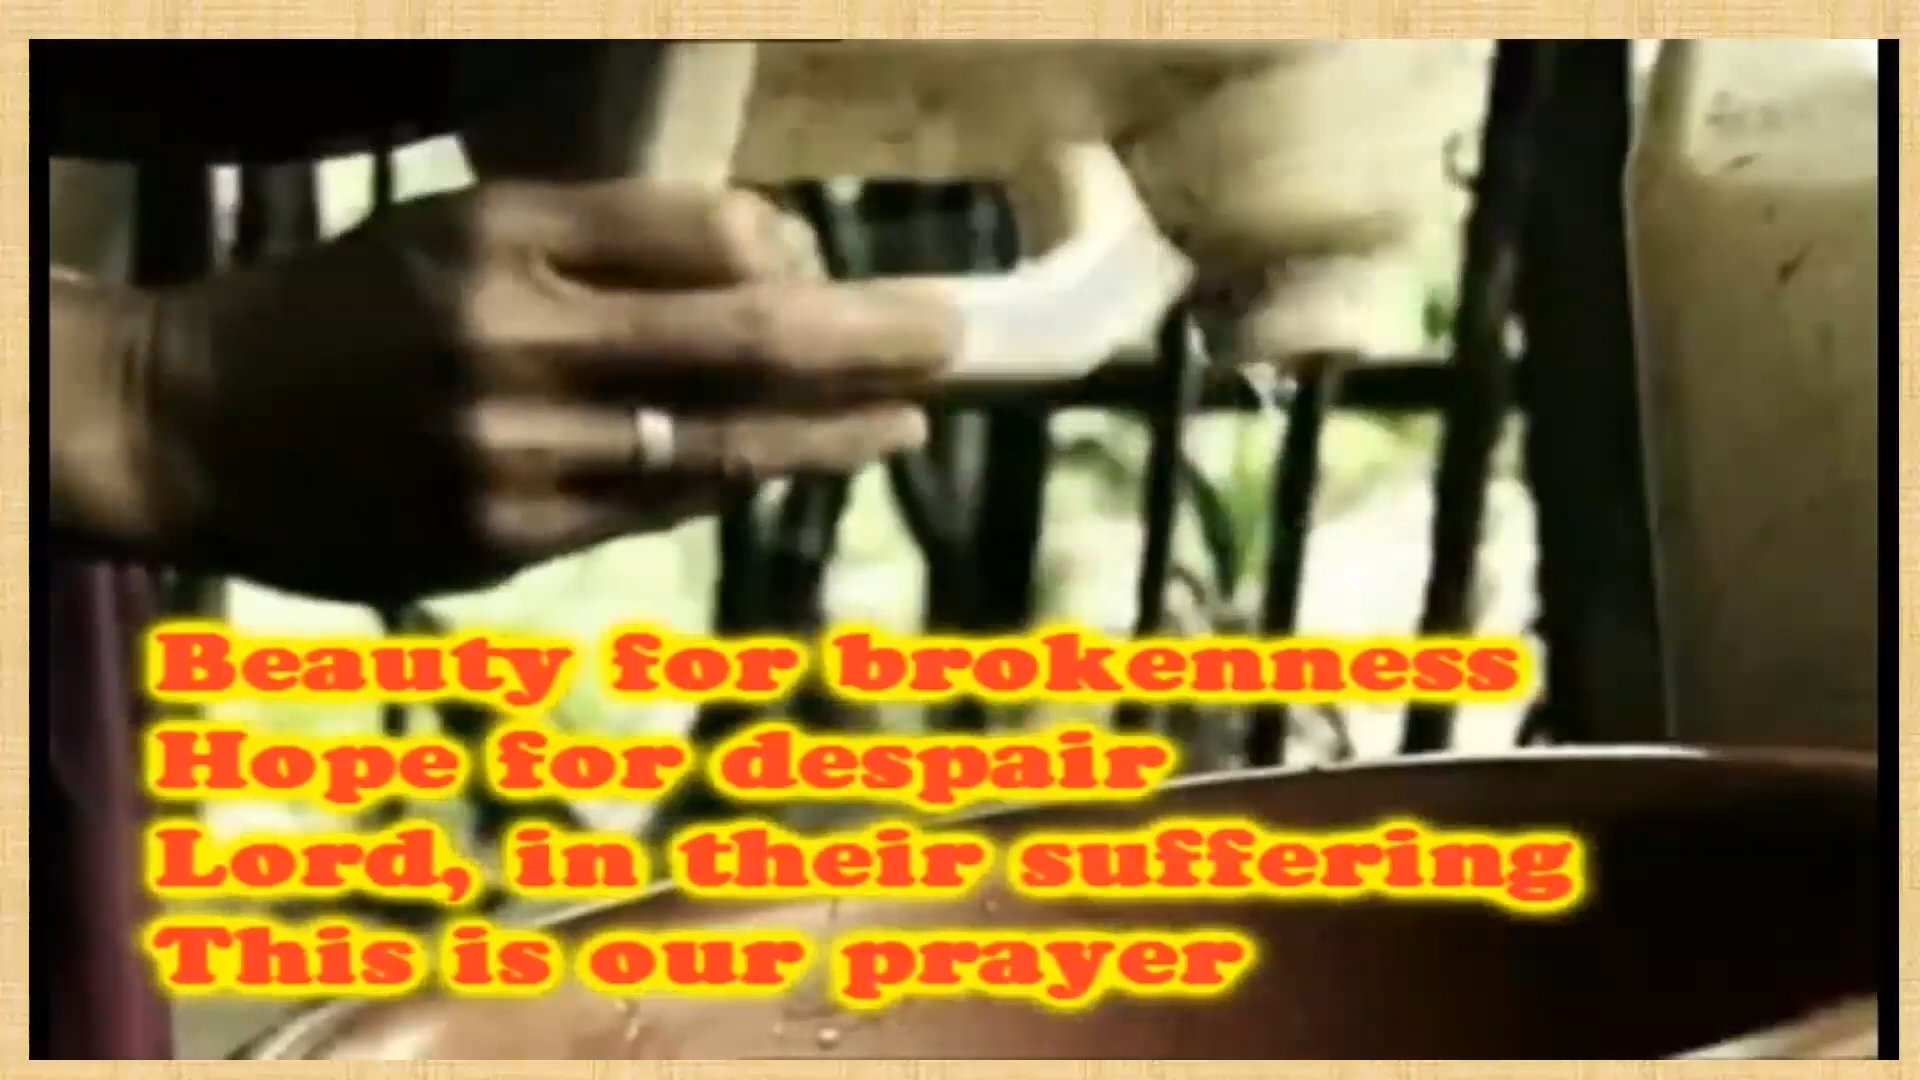 Beauty for brokenness
Hope for despair
Lord, in their suffering
This is our prayer